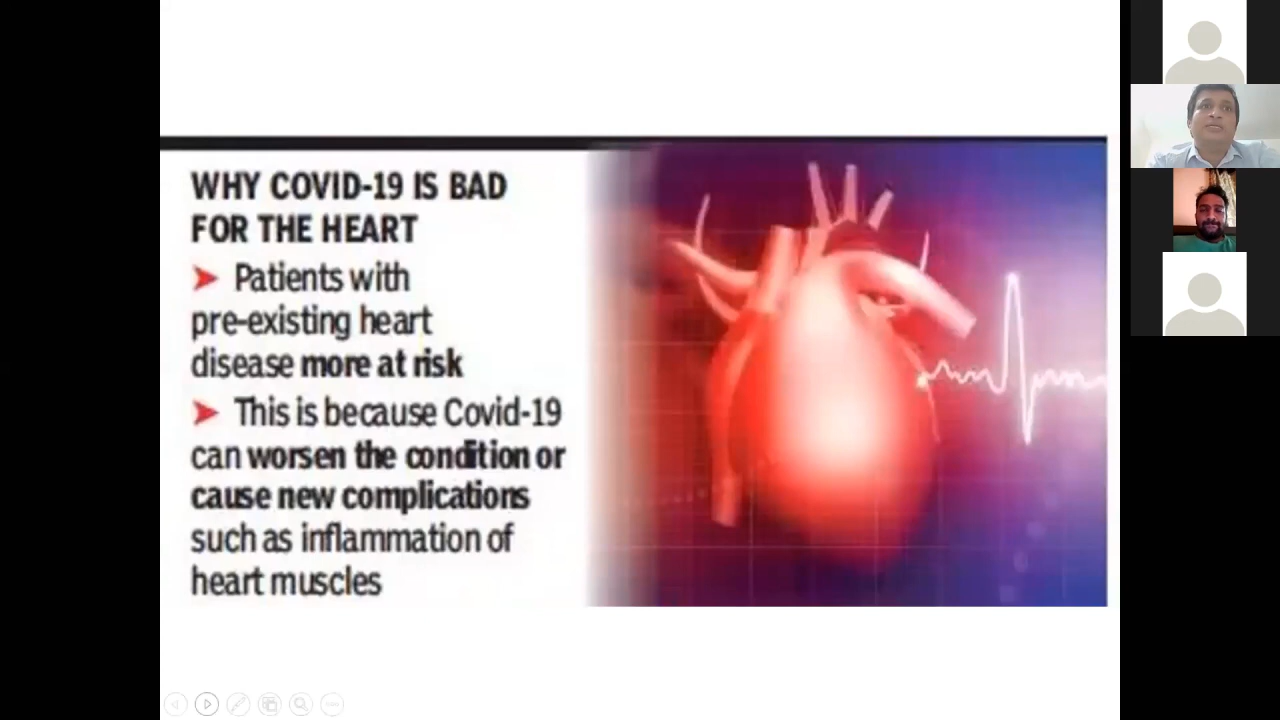 WHY COVID-19 IS BAD
FOR THE HEART
➤ Patients with
pre-existing heart
disease more at risk
➤ This is because Covid-19
can worsen the condition or
cause new complications
such as inflammation of
heart muscles